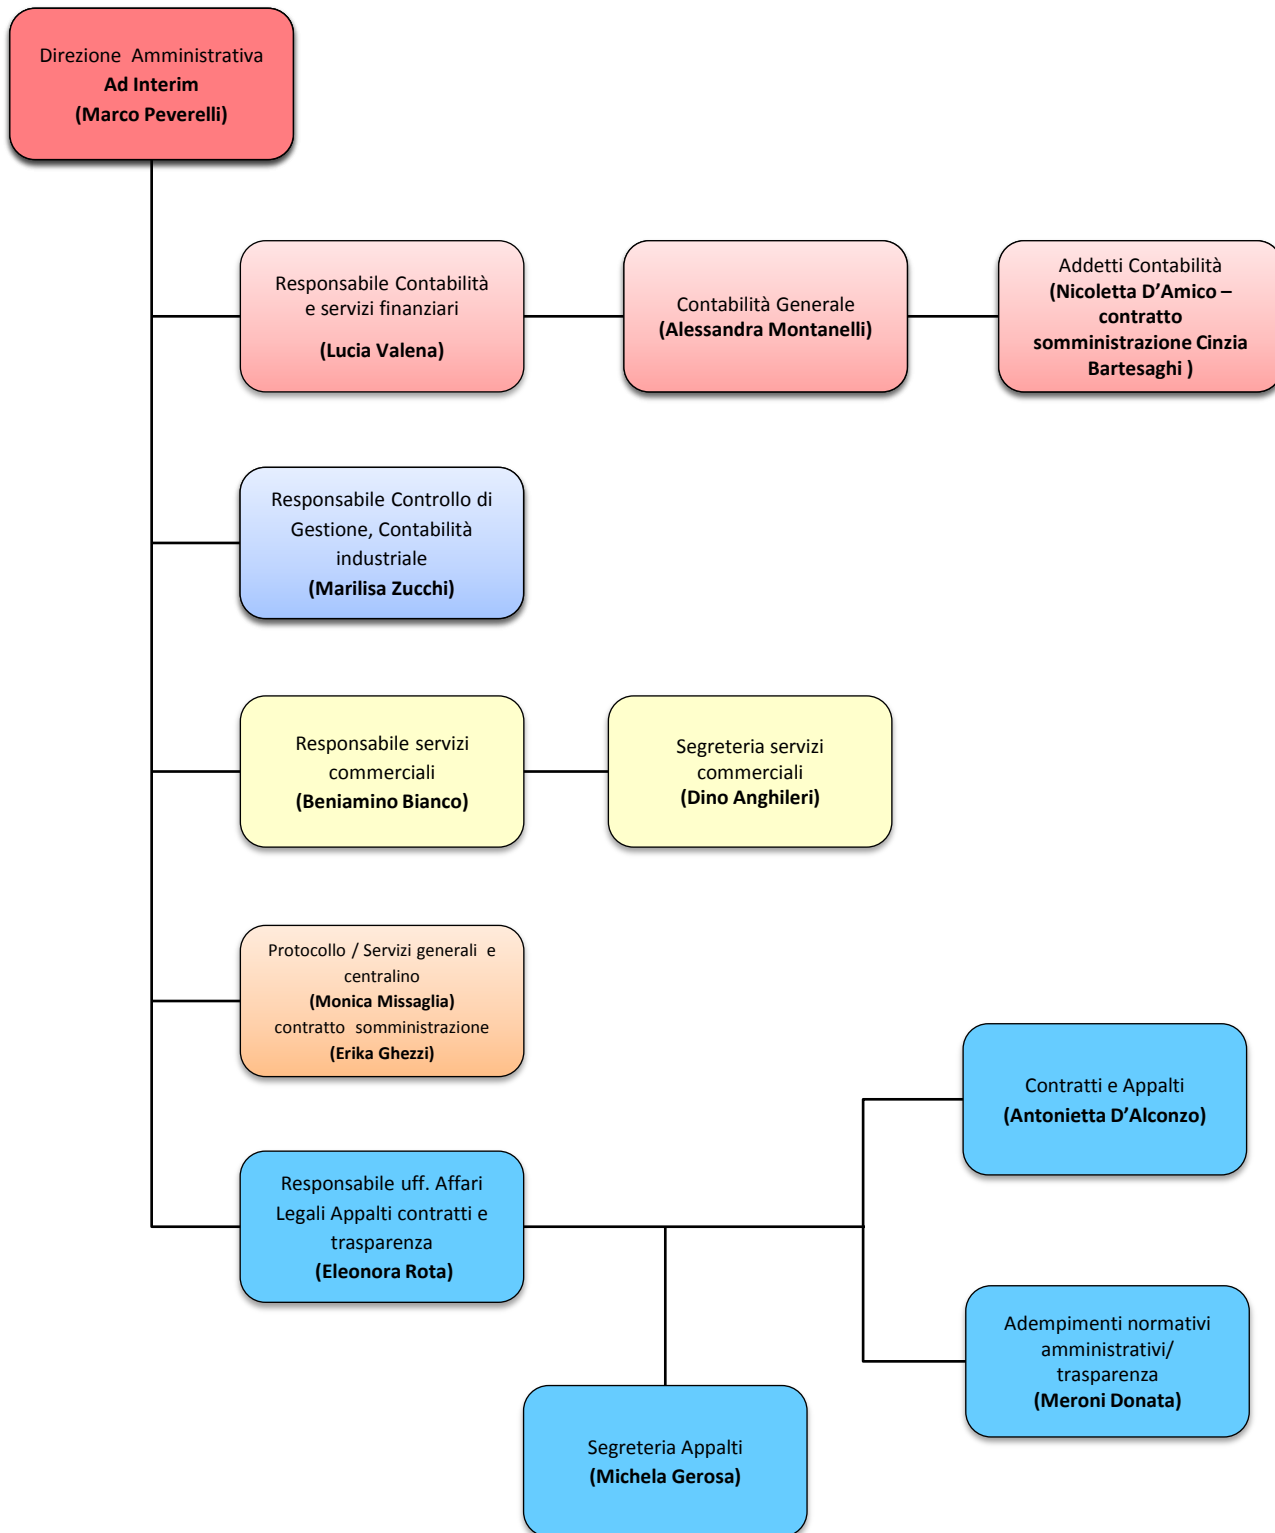 Direzione Amministrativa
Ad Interim
(Marco Peverelli)
Responsabile Contabilità
e servizi finanziari
(Lucia Valena)
Contabilità Generale
(Alessandra Montanelli)
Addetti Contabilità
(Nicoletta D’Amico –
contratto
somministrazione Cinzia
Bartesaghi )
Responsabile Controllo di
Gestione, Contabilità
industriale
(Marilisa Zucchi)
Responsabile servizi
commerciali
(Beniamino Bianco)
Segreteria servizi
commerciali
(Dino Anghileri)
Protocollo / Servizi generali e
centralino
(Monica Missaglia)
contratto somministrazione
(Erika Ghezzi)
Responsabile uff. Affari
Legali Appalti contratti e
trasparenza
(Eleonora Rota)
Contratti e Appalti
(Antonietta D’Alconzo)
Adempimenti normativi
amministrativi/
trasparenza
(Meroni Donata)
Segreteria Appalti
(Michela Gerosa)